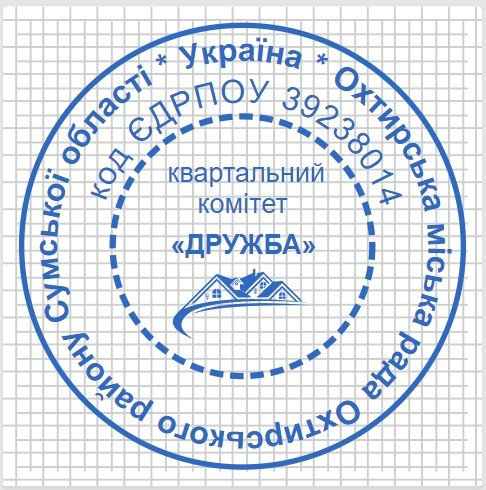 * Україна * Охтирська міська рада Охтирського району Сумської області
код ЄДРПОУ 39238014
квартальний
комітет
«ДРУЖБА»